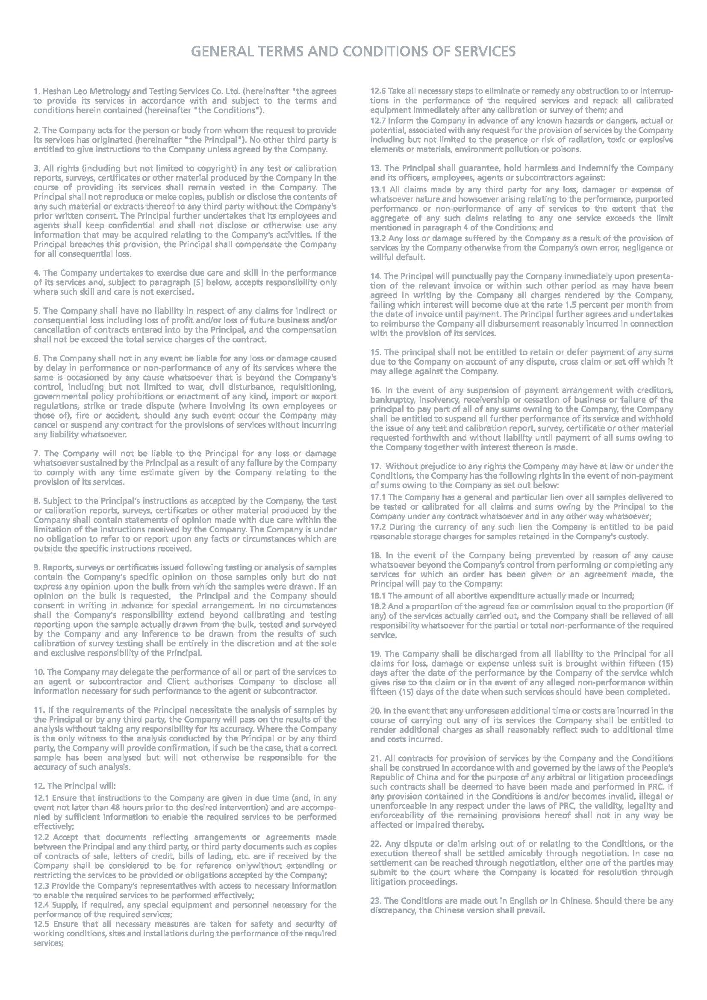 GENERAL TERMS AND CONDITIONS OF SERVICES
1. Heshan Leo Metrology and Testing Services Co. Ltd. (hereinafter "the agrees
to provide its services in accordance with and subject to the terms and
conditions herein contained (hereinafter "the Conditions").
2. The Company acts for the person or body from whom the request to provide
its services has originated (hereinafter "the Principal"). No other third party is
entitled to give instructions to the Company unless agreed by the Company.
3. All rights (including but not limited to copyright) in any test or calibration
reports, surveys, certificates or other material produced by the Company in the
course of providing its services shall remain vested in the Company. The
Principal shall not reproduce or make copies, publish or disclose the contents of
any such material or extracts thereof to any third party without the Company's
prior written consent. The Principal further undertakes that its employees and
agents shall keep confidential and shall not disclose or otherwise use any
information that may be acquired relating to the Company's activities. If the
Principal breaches this provision, the Principal shall compensate the Company
for all consequential loss.
4. The Company undertakes to exercise due care and skill in the performance
of its services and, subject to paragraph [5] below, accepts responsibility only
where such skill and care is not exercised.
5. The Company shall have no liability in respect of any claims for indirect or
consequential loss including loss of profit and/or loss of future business and/or
cancellation of contracts entered into by the Principal, and the compensation
shall not be exceed the total service charges of the contract.
6. The Company shall not in any event be liable for any loss or damage caused
by delay in performance or non-performance of any of its services where the
same is occasioned by any cause whatsoever that is beyond the Company's
control, including but not limited to war, civil disturbance, requisitioning,
governmental policy prohibitions or enactment of any kind, import or export
regulations, strike or trade dispute (where involving its own employees or
those of), fire or accident, should any such event occur the Company may
cancel or suspend any contract for the provisions of services without incurring
any liability whatsoever.
7. The Company will not be liable to the Principal for any loss or damage
whatsoever sustained by the Principal as a result of any failure by the Company
to comply with any time estimate given by the Company relating to the
provision of its services.
8. Subject to the Principal's instructions as accepted by the Company, the test
or calibration reports, surveys, certificates or other material produced by the
Company shall contain statements of opinion made with due care within the
limitation of the instructions received by the Company. The Company is under
no obligation to refer to or report upon any facts or circumstances which are
outside the specific instructions received.
9. Reports, surveys or certificates issued following testing or analysis of samples
contain the Company's specific opinion on those samples only but do not
express any opinion upon the bulk from which the samples were drawn. If an
opinion on the bulk is requested, the Principal and the Company should
consent in writing in advance for special arrangement. In no circumstances
shall the Company's responsibility extend beyond calibrating and testing
reporting upon the sample actually drawn from the bulk, tested and surveyed
by the Company and any inference to be drawn from the results of such
calibration of survey testing shall be entirely in the discretion and at the sole
and exclusive responsibility of the Principal.
10. The Company may delegate the performance of all or part of the services to
an agent or subcontractor and Client authorises Company to disclose all
information necessary for such performance to the agent or subcontractor.
11. If the requirements of the Principal necessitate the analysis of samples by
the Principal or by any third party, the Company will pass on the results of the
analysis without taking any responsibility for its accuracy. Where the Company
is the only witness to the analysis conducted by the Principal or by any third
party, the Company will provide confirmation, if such be the case, that a correct
sample has been analysed but will not otherwise be responsible for the
accuracy of such analysis.
12. The Principal will:
12.1 Ensure that instructions to the Company are given in due time (and, in any
event not later than 48 hours prior to the desired intervention) and are accompa-
nied by sufficient information to enable the required services to be performed
effectively;
12.2 Accept that documents reflecting arrangements or agreements made
between the Principal and any third party, or third party documents such as copies
of contracts of sale, letters of credit, bills of lading, etc. are if received by the
Company shall be considered to be for reference onlywithout extending or
restricting the services to be provided or obligations accepted by the Company;
12.3 Provide the Company's representatives with access to necessary information
to enable the required services to be performed effectively;
12.4 Supply, if required, any special equipment and personnel necessary for the
performance of the required services;
12.5 Ensure that all necessary measures are taken for safety and security of
working conditions, sites and installations during the performance of the required
services;
12.6 Take all necessary steps to eliminate or remedy any obstruction to or interrup-
tions in the performance of the required services and repack all calibrated
equipment immediately after any calibration or survey of them; and
12.7 Inform the Company in advance of any known hazards or dangers, actual or
potential, associated with any request for the provision of services by the Company
including but not limited to the presence or risk of radiation, toxic or explosive
elements or materials, environment pollution or poisons.
13. The Principal shall guarantee, hold harmless and indemnify the Company
and its officers, employees, agents or subcontractors against:
13.1 All claims made by any third party for any loss, damager or expense of
whatsoever nature and howsoever arising relating to the performance, purported
performance or non-performance of any of services to the extent that the
aggregate of any such claims relating to any one service exceeds the limit
mentioned in paragraph 4 of the Conditions; and
13.2 Any loss or damage suffered by the Company as a result of the provision of
services by the Company otherwise from the Company's own error, negligence or
willful default.
14. The Principal will punctually pay the Company immediately upon presenta-
tion of the relevant invoice or within such other period as may have been
agreed in writing by the Company all charges rendered by the Company,
failing which interest will become due at the rate 1.5 percent per month from
the date of invoice until payment. The Principal further agrees and undertakes
to reimburse the Company all disbursement reasonably incurred in connection
with the provision of its services.
15. The principal shall not be entitled to retain or defer payment of any sums
due to the Company on account of any dispute, cross claim or set off which it
may allege against the Company.
16. In the event of any suspension of payment arrangement with creditors,
bankruptcy, insolvency, receivership or cessation of business or failure of the
principal to pay part of all of any sums owning to the Company, the Company
shall be entitled to suspend all further performance of its service and withhold
the issue of any test and calibration report, survey, certificate or other material
requested forthwith and without liability until payment of all sums owing to
the Company together with interest thereon is made.
17. Without prejudice to any rights the Company may have at law or under the
Conditions, the Company has the following rights in the event of non-payment
of sums owing to the Company as set out below:
17.1 The Company has a general and particular lien over all samples delivered to
be tested or calibrated for all claims and sums owing by the Principal to the
Company under any contract whatsoever and in any other way whatsoever;
17.2 During the currency of any such lien the Company is entitled to be paid
reasonable storage charges for samples retained in the Company's custody.
18. In the event of the Company being prevented by reason of any cause
whatsoever beyond the Company's control from performing or completing any
services for which an order has been given or an agreement made, the
Principal will pay to the Company:
18.1 The amount of all abortive expenditure actually made or incurred;
18.2 And a proportion of the agreed fee or commission equal to the proportion (if
any) of the services actually carried out, and the Company shall be relieved of all
responsibility whatsoever for the partial or total non-performance of the required
service.
19. The Company shall be discharged from all liability to the Principal for all
claims for loss, damage or expense unless suit is brought within fifteen (15)
days after the date of the performance by the Company of the service which
gives rise to the claim or in the event of any alleged non-performance within
fifteen (15) days of the date when such services should have been completed.
20. In the event that any unforeseen additional time or costs are incurred in the
course of carrying out any of its services the Company shall be entitled to
render additional charges as shall reasonably reflect such to additional time
and costs incurred.
21. All contracts for provision of services by the Company and the Conditions
shall be construed in accordance with and governed by the laws of the People's
Republic of China and for the purpose of any arbitral or litigation proceedings
such contracts shall be deemed to have been made and performed in PRC. If
any provision contained in the Conditions is and/or becomes invalid, illegal or
unenforceable in any respect under the laws of PRC, the validity, legality and
enforceability of the remaining provisions hereof shall not in any way be
affected or impaired thereby.
22. Any dispute or claim arising out of or relating to the Conditions, or the
execution thereof shall be settled amicably through negotiation. In case no
settlement can be reached through negotiation, either one of the parties may
submit to the court where the Company is located for resolution through
litigation proceedings.
23. The Conditions are made out in English or in Chinese. Should there be any
discrepancy, the Chinese version shall prevail.